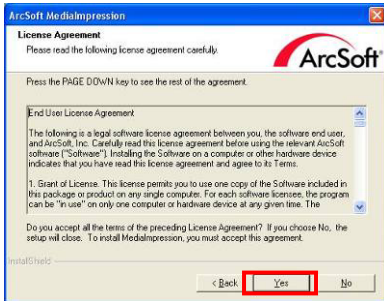 ArcSoft MediaImpression
License Agreement
Please read the following license agreement carefully.
ArcSoft
Press the PAGE DOWN key to see the rest of the agreement.
End User License Agreement
The following is a legal software license agreement between you, the software end user,
and ArcSoft, Inc. Carefully read this license agreement before using the relevant ArcSoft
software ("Software"). Installing the Software on a computer or other hardware device
indicates that you have read this license agreement and agree to its Terms.
1. Grant of License. This license permits you to use one copy of the Software included in
this package or product on any single computer. For each software licensee, the program
can be "in use" on only one computer or hardware device at any given time. The
Do you accept all the terms of the preceding License Agreement? If you choose No, the
setup will close. To install MediaImpression, you must accept this agreement.
InstallShield
< Back
Yes
No